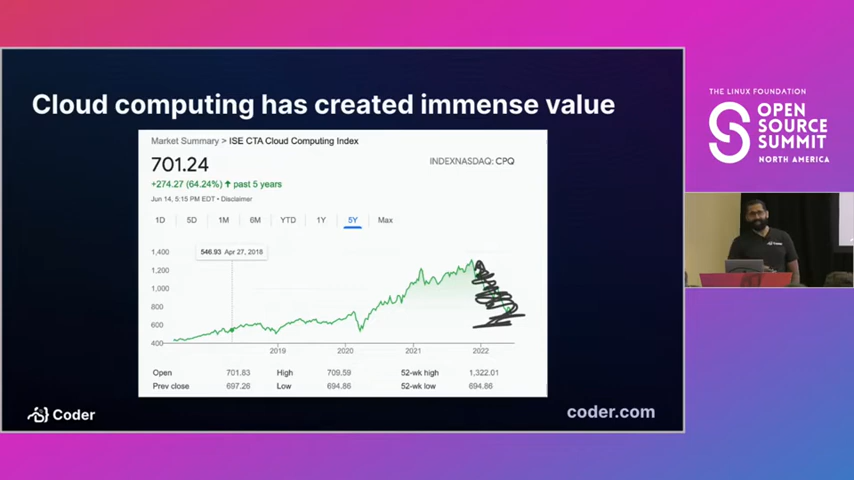 Cloud computing has created immense value
Market Summary > ISE CTA Cloud Computing Index
701.24
INDEXNASDAQ: CPQ
+274.27 (64.24%) ↑ past 5 years
Jun 14, 5:15 PM EDT • Disclaimer
1D 5D 1M 6M YTD 1Y 5Y Max
546.93 Apr 27, 2018
1,400
1,200
1,000
800
600
400
2019 2020 2021 2022
Open 701.83 High 709.59 52-wk high 1,322.01
Prev close 697.26 Low 694.86 52-wk low 694.86
Coder
coder.com
THE LINUX FOUNDATION
OPEN
SOURCE
SUMMIT
NORTH AMERICA
Coder